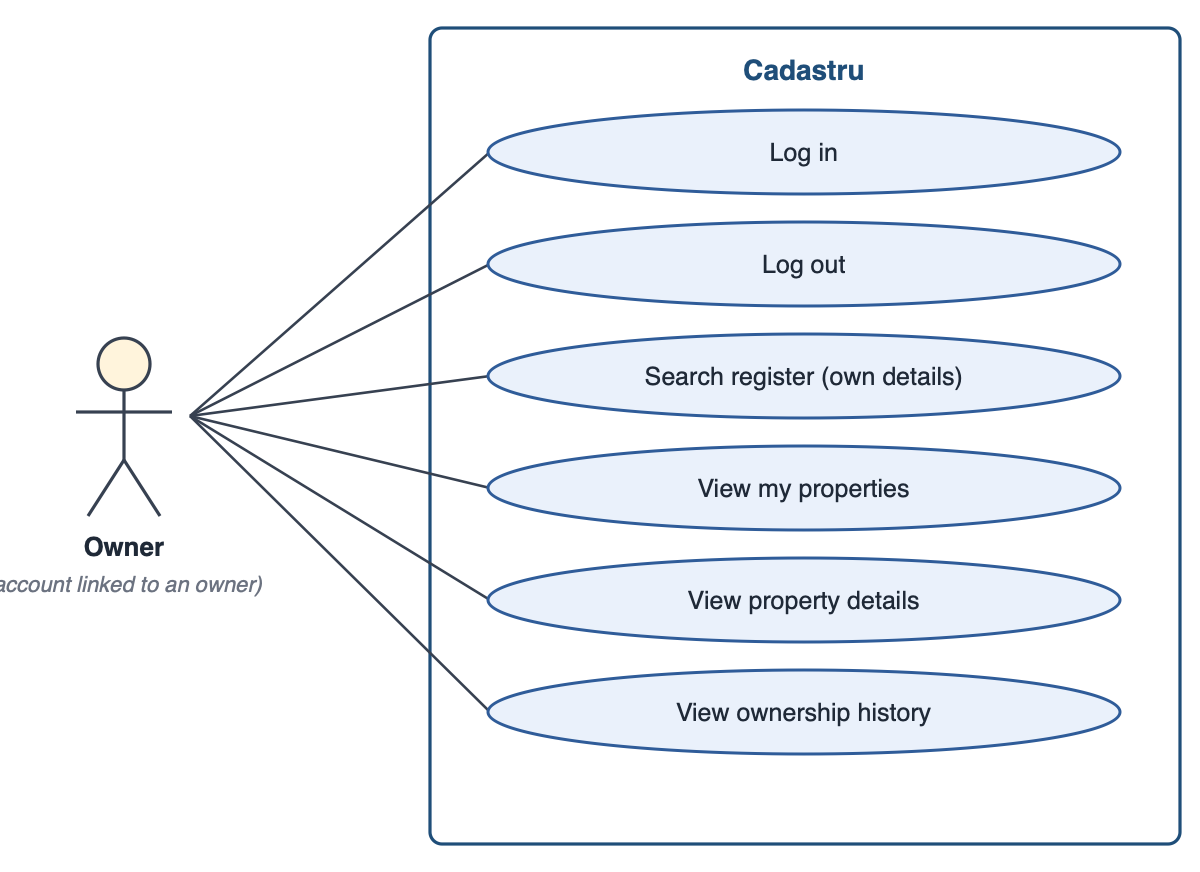 Cadastru
Log in
Log out
Search register (own details)
View my properties
View property details
View ownership history
Owner
account linked to an owner)